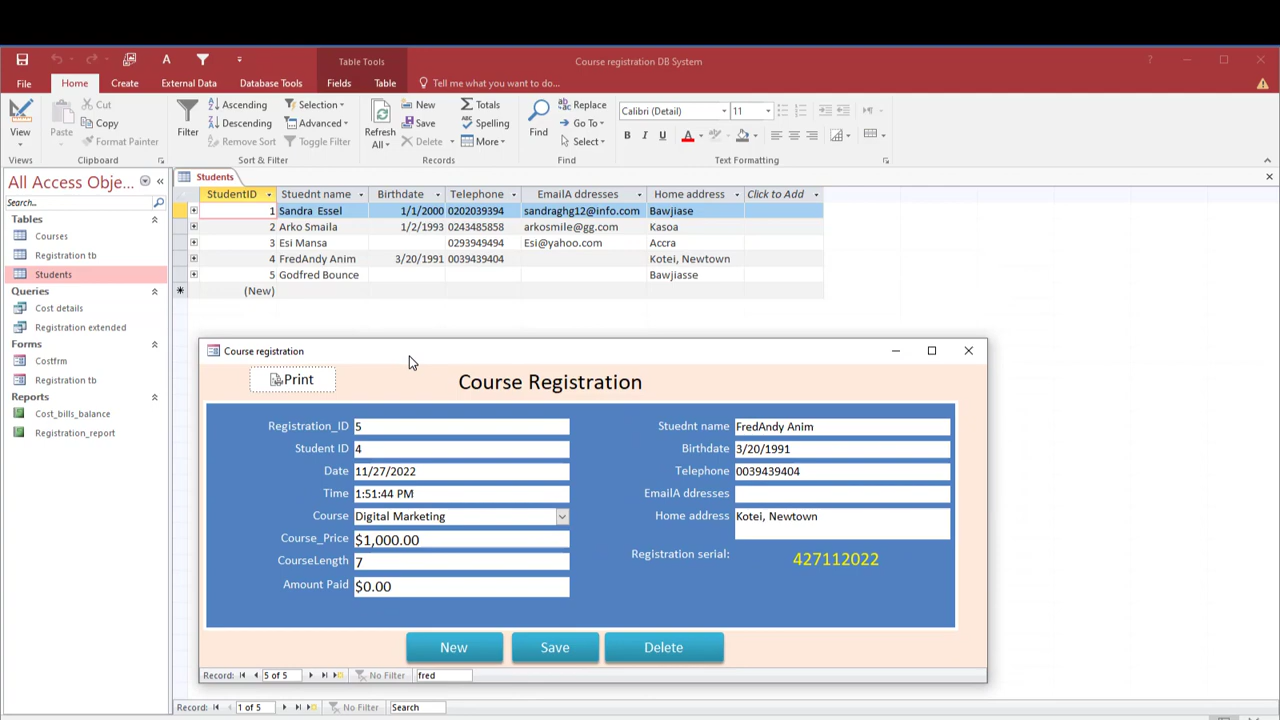 Table Tools
Course registration DB System
File Home Create External Data Database Tools Fields Table Tell me what you want to do...
View
Views
Paste
Cut
Copy
Format Painter
Clipboard
Filter
Ascending
Descending
Remove Sort
Selection
Advanced
Toggle Filter
Sort & Filter
Refresh
All
New
Save
Delete
Totals
Spelling
More
Records
Find
Replace
Go To
Select
Find
Calibri (Detail) 11
B I U
Text Formatting
All Access Obje...
Search...
Tables
Courses
Registration tb
Students
Queries
Cost details
Registration extended
Forms
Costfrm
Registration tb
Reports
Cost_bills_balance
Registration_report
Students
StudentID Stuednt name Birthdate Telephone EmailA ddresses Home address Click to Add
1 Sandra Essel 1/1/2000 0202039394 sandraghg12@info.com Bawjiase
2 Arko Smaila 1/2/1993 0243485858 arkosmile@gg.com Kasoa
3 Esi Mansa 0293949494 Esi@yahoo.com Accra
4 FredAndy Anim 3/20/1991 0039439404 Kotei, Newtown
5 Godfred Bounce Bawjiasse
(New)
Course registration
Print
Course Registration
Registration_ID 5
Student ID 4
Date 11/27/2022
Time 1:51:44 PM
Course Digital Marketing
Course_Price $1,000.00
CourseLength 7
Amount Paid $0.00
Stuednt name FredAndy Anim
Birthdate 3/20/1991
Telephone 0039439404
EmailA ddresses
Home address Kotei, Newtown
Registration serial: 427112022
New Save Delete
Record: 5 of 5 No Filter fred
Record: 1 of 5 No Filter Search